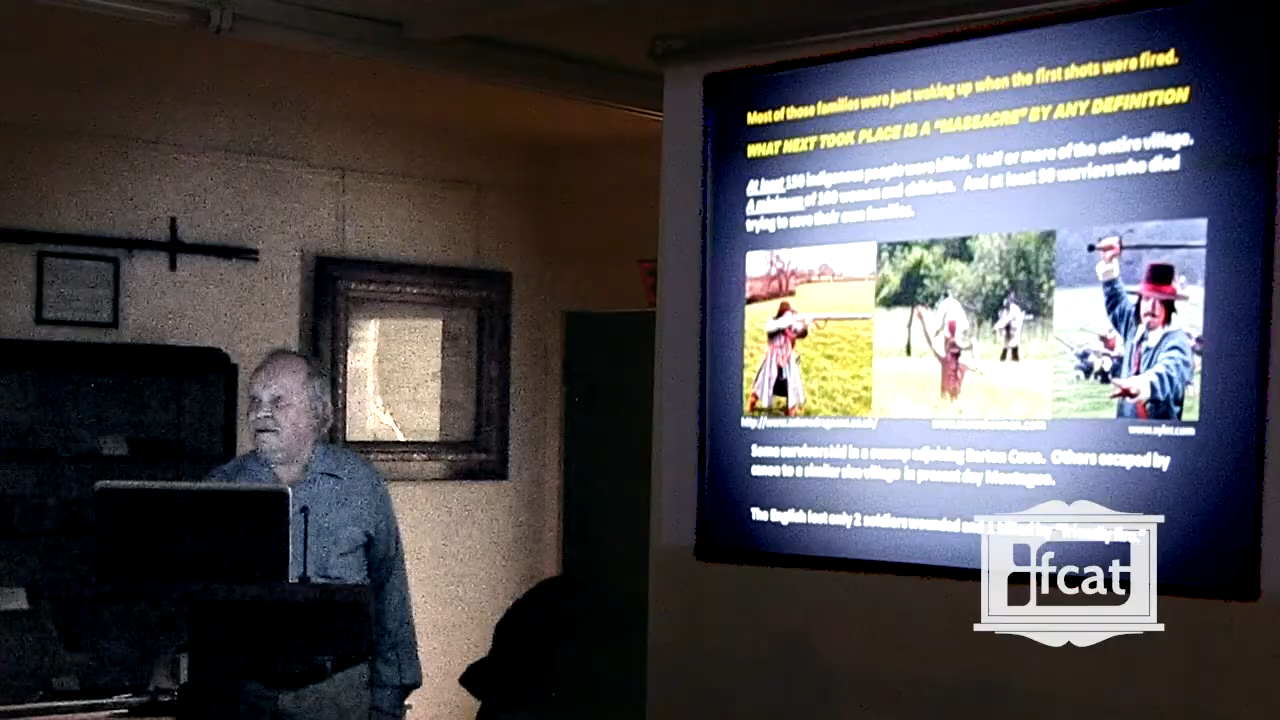 Most of those families were just waking up when the first shots were fired.
WHAT NEXT TOOK PLACE IS A "MASSACRE" BY ANY DEFINITION
At least 150 indigenous people were killed. Half or more of the entire village.
A minimum of 100 women and children. And at least 50 warriors who died
trying to save their own families.
Some survivors hid in a swamp adjoining Barton Cove. Others escaped by
canoe to a similar size village in present day Montague.
The English lost only 2 soldiers wounded
fcat